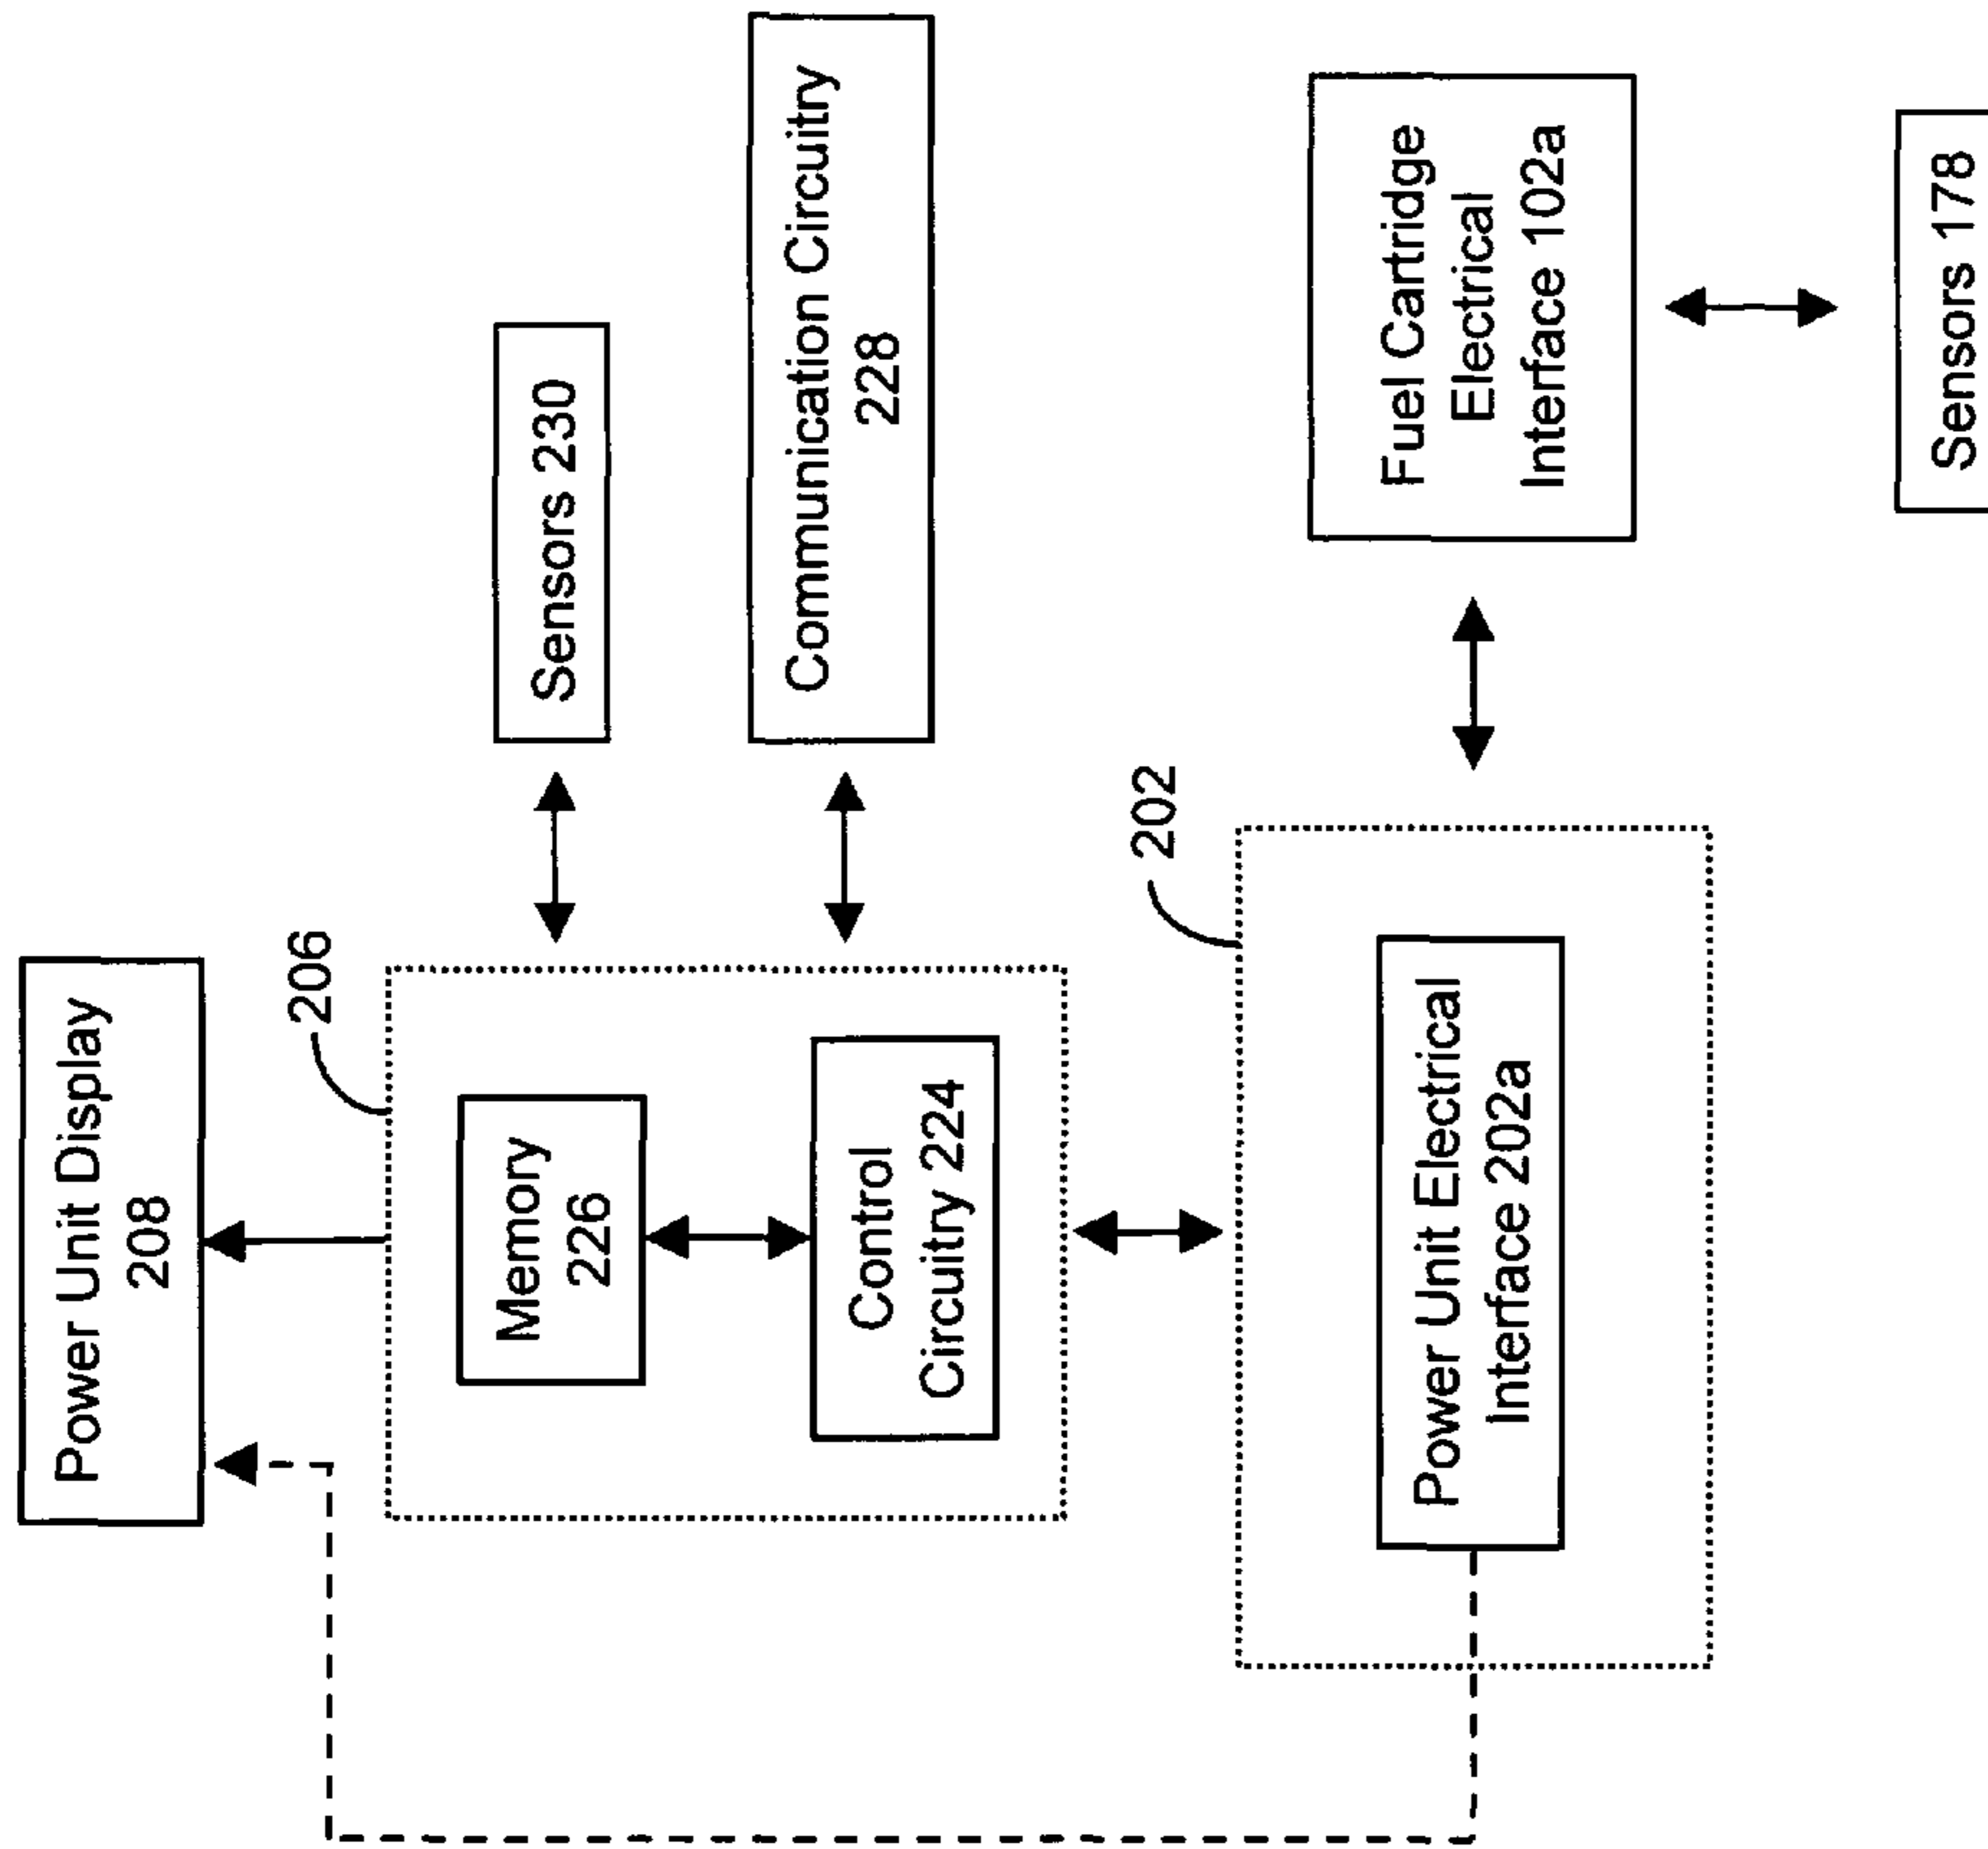 Power Unit Display
208
206
Memory
226
Control
Circuitry 224
Sensors 230
Communication Circuitry
228
202
Power Unit Electrical
Interface 202a
Fuel Cartridge
Electrical
Interface 102a
Sensors 178